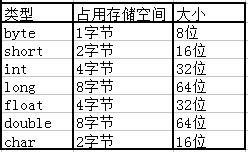 类型 占用存储空间 大小
byte 1字节 8位
short 2字节 16位
int 4字节 32位
long 8字节 64位
float 4字节 32位
double 8字节 64位
char 2字节 16位